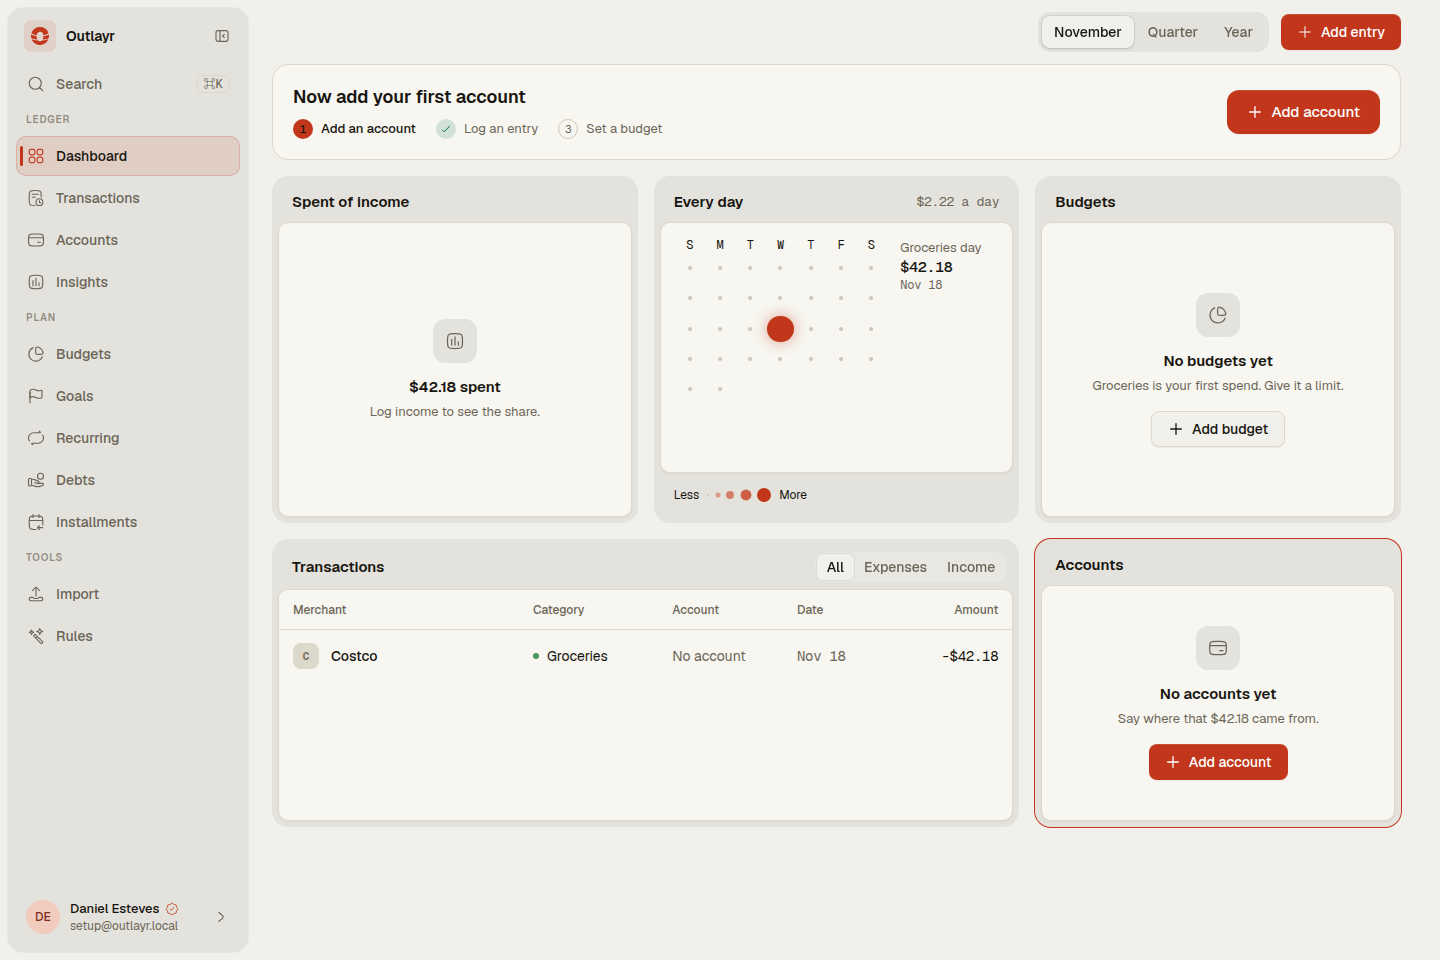 Outlayr
Search
⌘K
LEDGER
Dashboard
Transactions
Accounts
Insights
PLAN
Budgets
Goals
Recurring
Debts
Installments
TOOLS
Import
Rules
DE
Daniel Esteves
setup@outlayr.local
November Quarter Year
Add entry
Now add your first account
1 Add an account Log an entry 3 Set a budget
Add account
Spent of income
$42.18 spent
Log income to see the share.
Every day $2.22 a day
S M T W T F S
Groceries day
$42.18
Nov 18
Less More
Budgets
No budgets yet
Groceries is your first spend. Give it a limit.
Add budget
Transactions All Expenses Income
Merchant Category Account Date Amount
C Costco Groceries No account Nov 18 -$42.18
Accounts
No accounts yet
Say where that $42.18 came from.
Add account